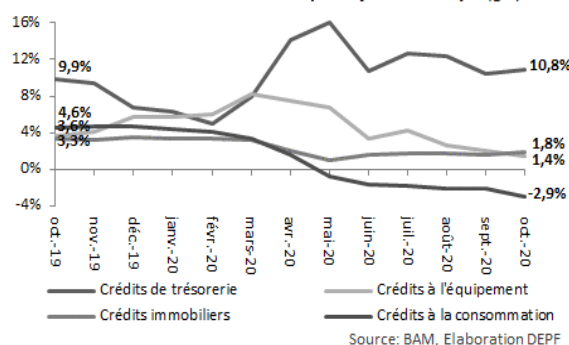 16%
12%
8%
4%
0%
-4%
9,9%
4,6%
3,6%
3,3%
10,8%
1,8%
1,4%
-2,9%
oct.-19
nov.-19
déc.-19
janv.-20
févr.-20
mars-20
avr.-20
mai-20
juin-20
juil.-20
août-20
sept.-20
oct.-20
Crédits de trésorerie
Crédits à l'équipement
Crédits immobiliers
Crédits à la consommation
Source: BAM, Elaboration DEPF